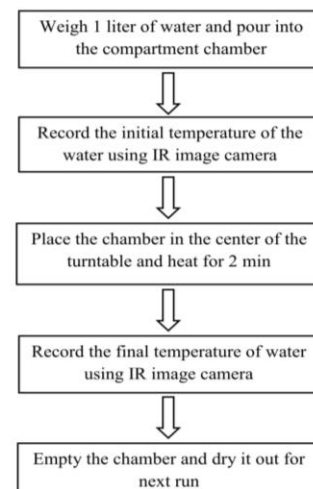 Weigh 1 liter of water and pour into
the compartment chamber
Record the initial temperature of the
water using IR image camera
Place the chamber in the center of the
turntable and heat for 2 min
Record the final temperature of water
using IR image camera
Empty the chamber and dry it out for
next run